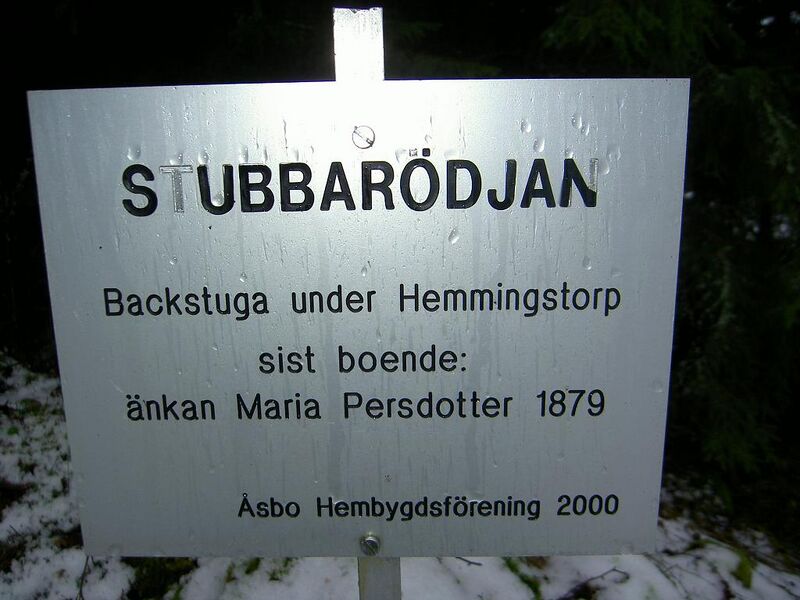 STUBBARÖDJAN
Backstuga under Hemmingstorp
sist boende:
änkan Maria Persdotter 1879
Åsbo Hembygdsförening 2000